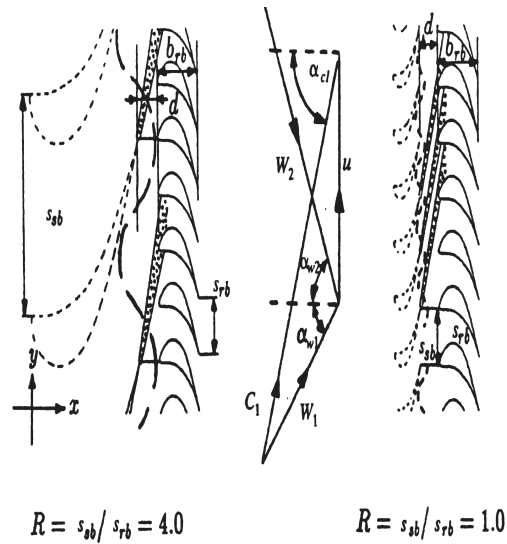 b_rb
d
s_sb
s_rb
y
x
α_cl
W_2
u
α_w2
α_w1
C_1
W_1
d
b_rb
s_sb
s_rb
R = s_sb / s_rb = 4.0
R = s_sb / s_rb = 1.0